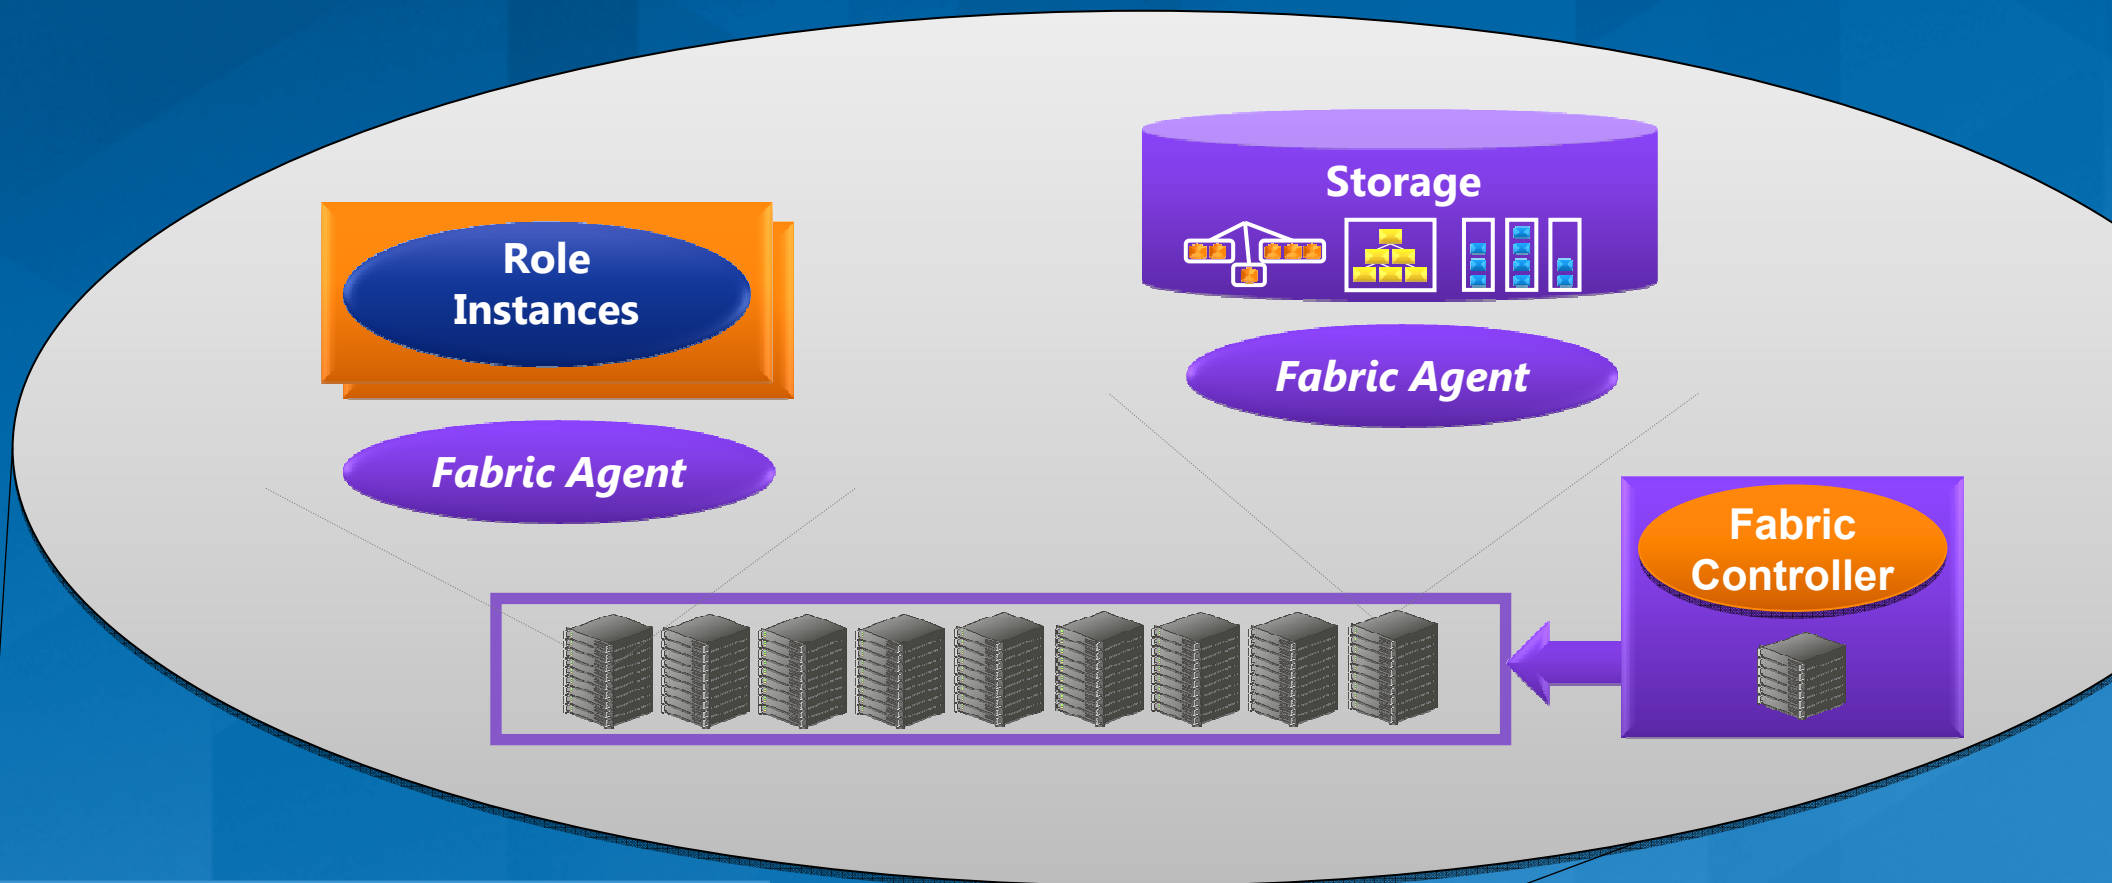 Storage
Role
Instances
Fabric Agent
Fabric Agent
Fabric
Controller